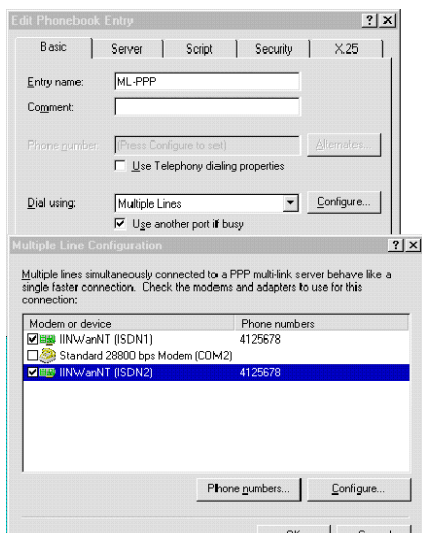 Edit Phonebook Entry
Basic Server Script Security X.25
Entry name: ML-PPP
Comment:
Phone number: (Press Configure to set) Alternates...
Use Telephony dialing properties
Dial using: Multiple Lines Configure...
Use another port if busy
Multiple Line Configuration
Multiple lines simultaneously connected to a PPP multi-link server behave like a
single faster connection. Check the modems and adapters to use for this
connection:
Modem or device Phone numbers
IINWanNT (ISDN1) 4125678
Standard 28800 bps Modem (COM2)
IINWanNT (ISDN2) 4125678
Phone numbers... Configure...